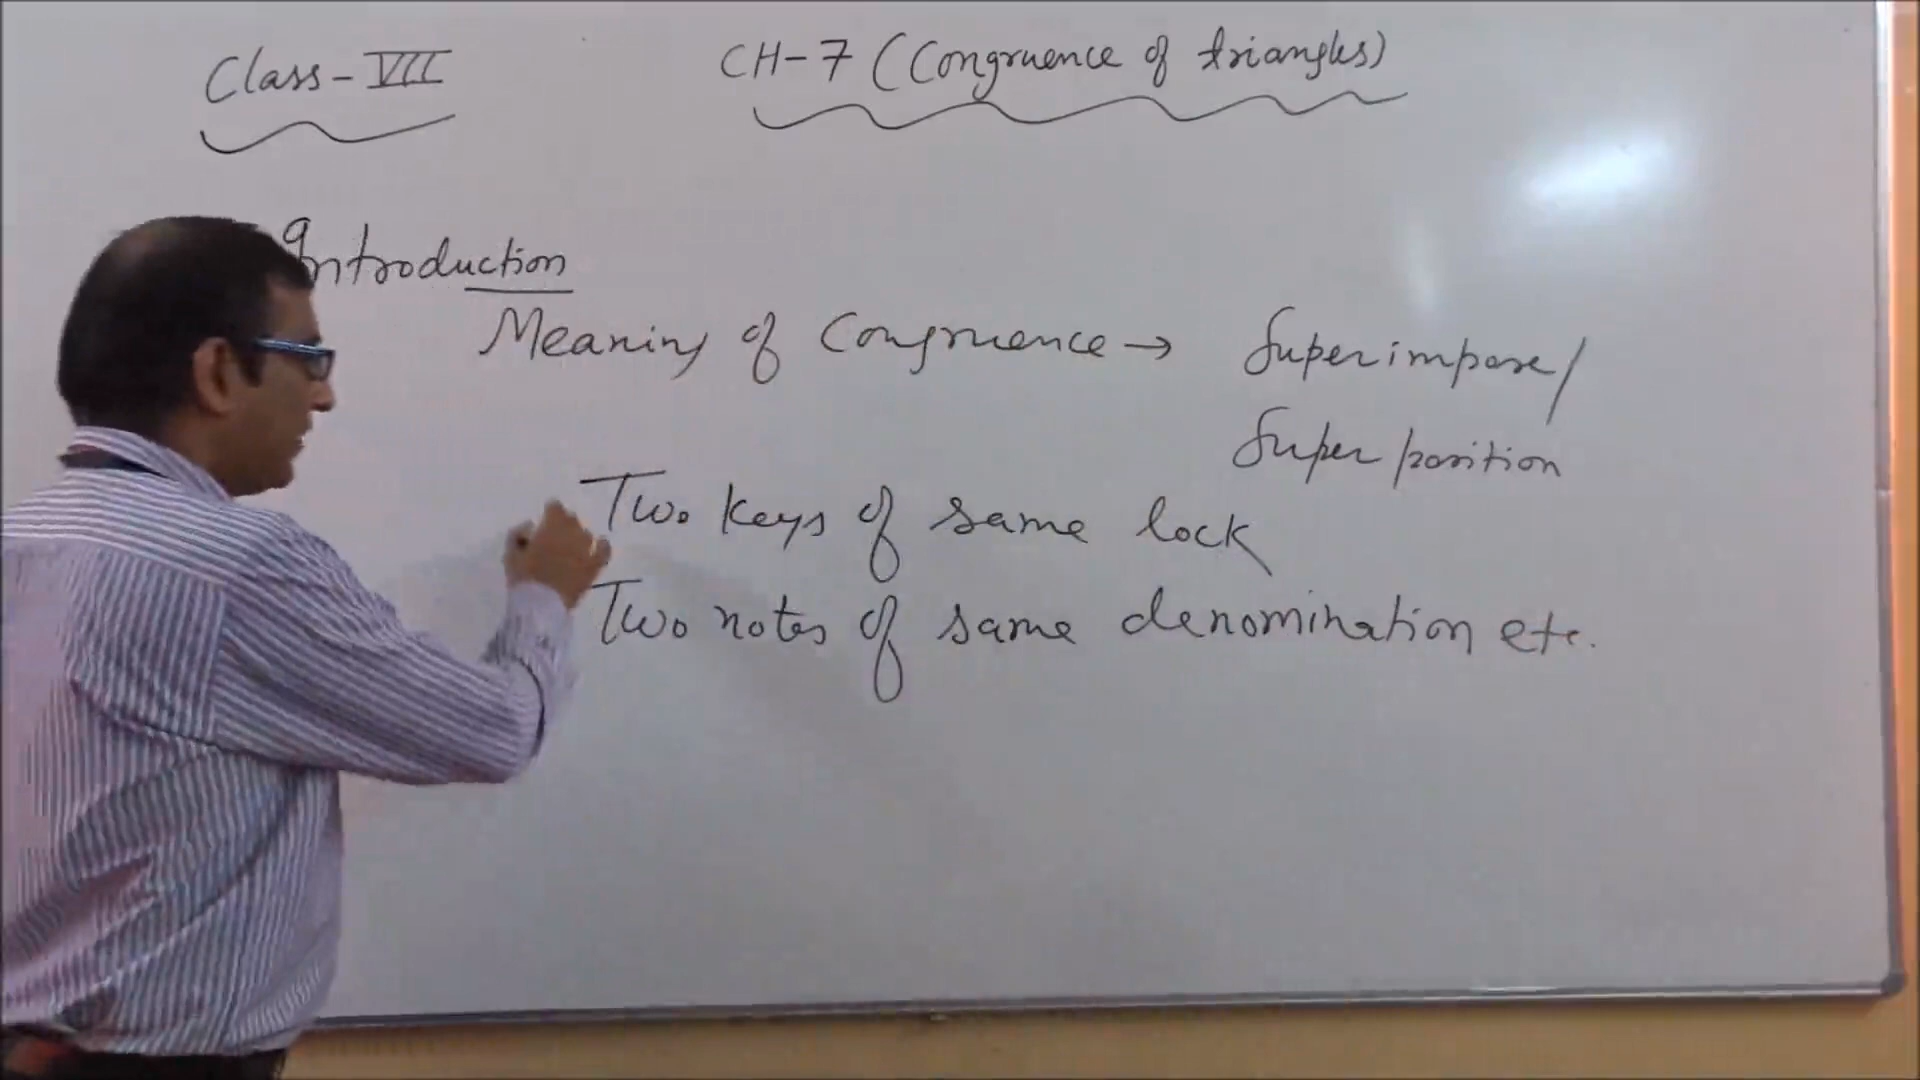 Class-VII
CH-7 (Congruence of triangles)
Introduction
Meaning of Congruence → Superimpose/
Superposition
Two keys of same lock
Two notes of same denomination etc.